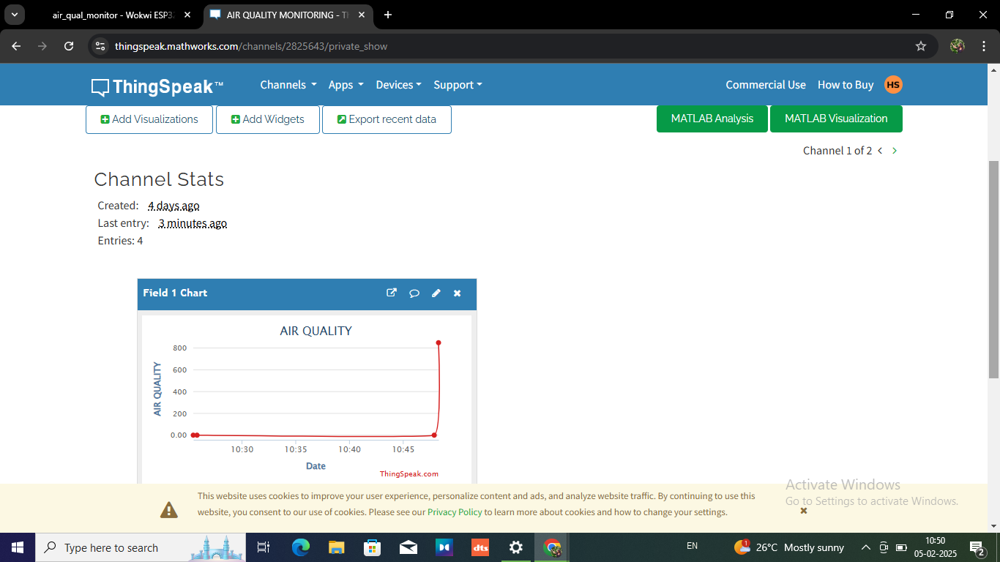 air_qual_monitor - Wokwi ESP3
AIR QUALITY MONITORING - T
thingspeak.mathworks.com/channels/2825643/private_show
ThingSpeak™
Channels
Apps
Devices
Support
Commercial Use
How to Buy
HS
Add Visualizations
Add Widgets
Export recent data
MATLAB Analysis
MATLAB Visualization
Channel 1 of 2 < >
Channel Stats
Created: 4 days ago
Last entry: 3 minutes ago
Entries: 4
Field 1 Chart
AIR QUALITY
AIR QUALITY
800
600
400
200
0.00
10:30
10:35
10:40
10:45
Date
ThingSpeak.com
This website uses cookies to improve your user experience, personalize content and ads, and analyze website traffic. By continuing to use this
website, you consent to our use of cookies. Please see our Privacy Policy to learn more about cookies and how to change your settings.
Activate Windows
Go to Settings to activate Windows.
Type here to search
dts
EN
1
26°C Mostly sunny
10:50
05-02-2025
2